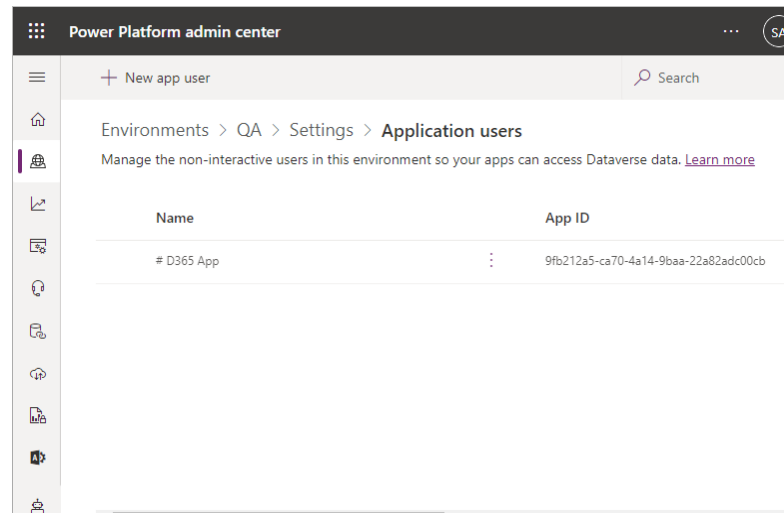 Power Platform admin center
... SA
+ New app user
Search
Environments > QA > Settings > Application users
Manage the non-interactive users in this environment so your apps can access Dataverse data. Learn more
Name App ID
# D365 App 9fb212a5-ca70-4a14-9baa-22a82adc00cb